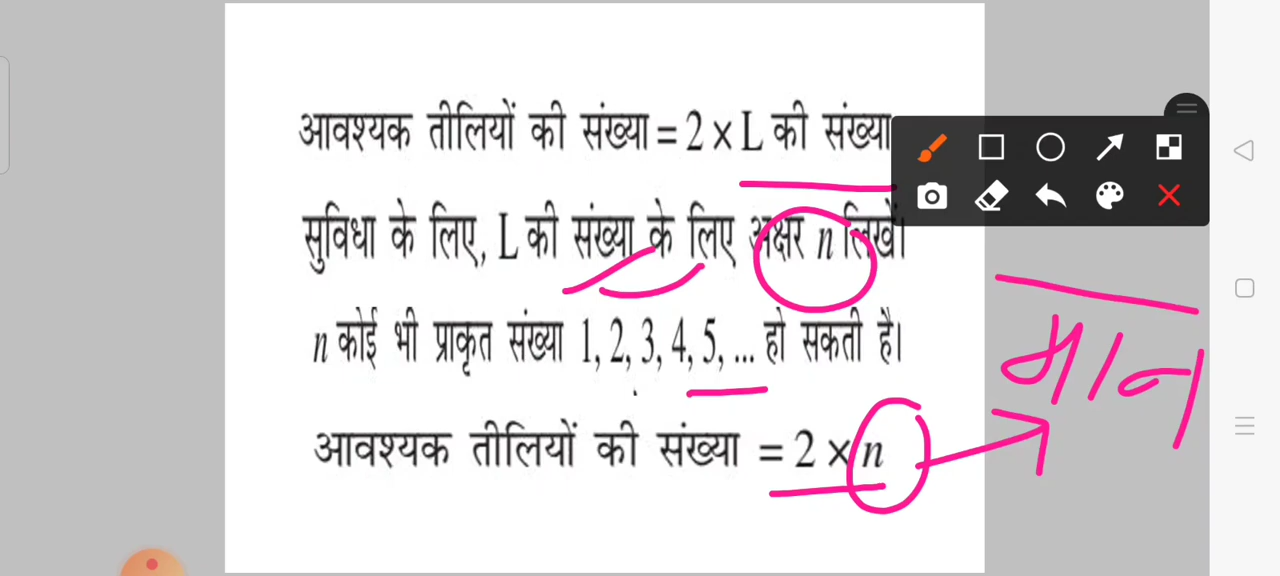 आवश्यक तीलियों की संख्या = 2 × L की संख्या
सुविधा के लिए, L की संख्या के लिए अक्षर n लिखें।
n कोई भी प्राकृत संख्या 1, 2, 3, 4, 5, ... हो सकती है।
आवश्यक तीलियों की संख्या = 2 × n
मान